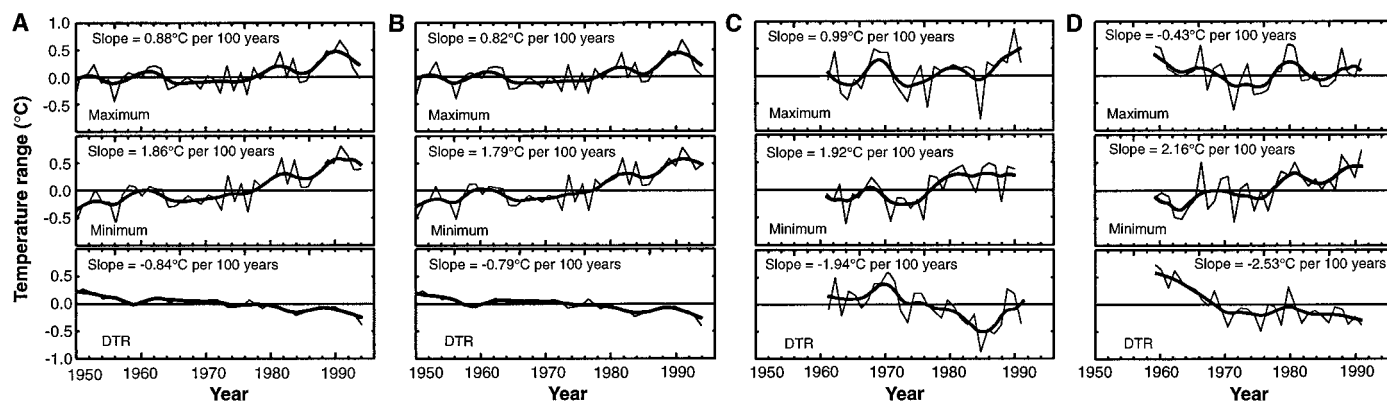 A
B
C
D
Temperature range (°C)
1.0
0.5
0.0
-0.5
Slope = 0.88°C per 100 years
Maximum
Slope = 0.82°C per 100 years
Maximum
Slope = 0.99°C per 100 years
Maximum
Slope = -0.43°C per 100 years
Maximum
0.5
0.0
-0.5
Slope = 1.86°C per 100 years
Minimum
Slope = 1.79°C per 100 years
Minimum
Slope = 1.92°C per 100 years
Minimum
Slope = 2.16°C per 100 years
Minimum
0.5
0.0
-0.5
-1.0
Slope = -0.84°C per 100 years
DTR
Slope = -0.79°C per 100 years
DTR
Slope = -1.94°C per 100 years
DTR
Slope = -2.53°C per 100 years
DTR
1950 1960 1970 1980 1990
Year
1950 1960 1970 1980 1990
Year
1950 1960 1970 1980 1990
Year
1950 1960 1970 1980 1990
Year